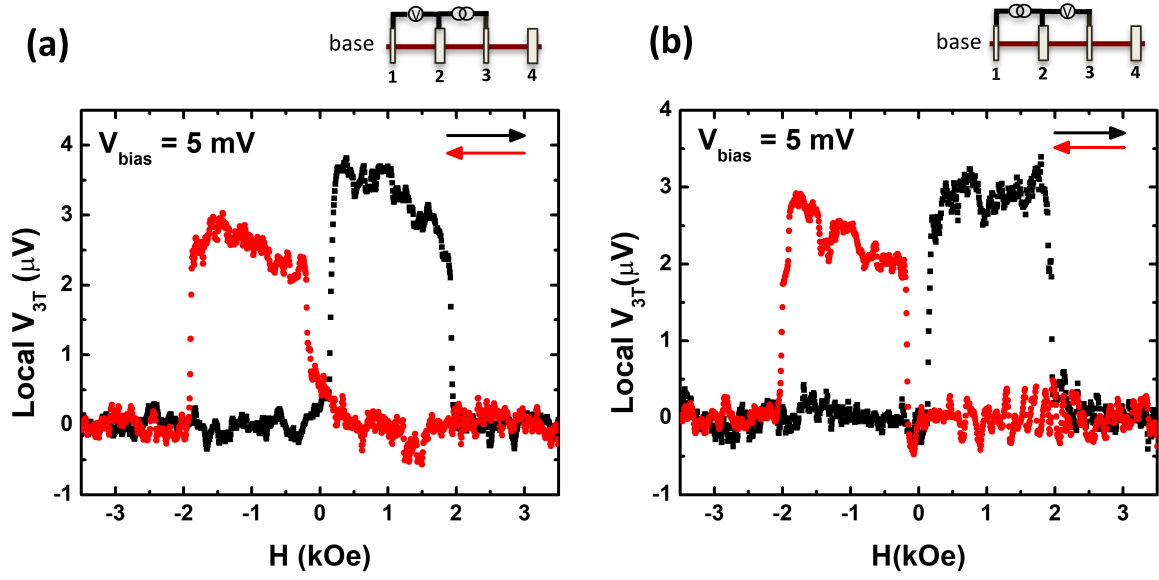 (a)
base
V
1 2 3 4
V_bias = 5 mV
4
3
2
1
0
-1
Local V_3T (μV)
-3 -2 -1 0 1 2 3
H (kOe)
(b)
base
V
1 2 3 4
V_bias = 5 mV
4
3
2
1
0
-1
Local V_3T(μV)
-3 -2 -1 0 1 2 3
H(kOe)